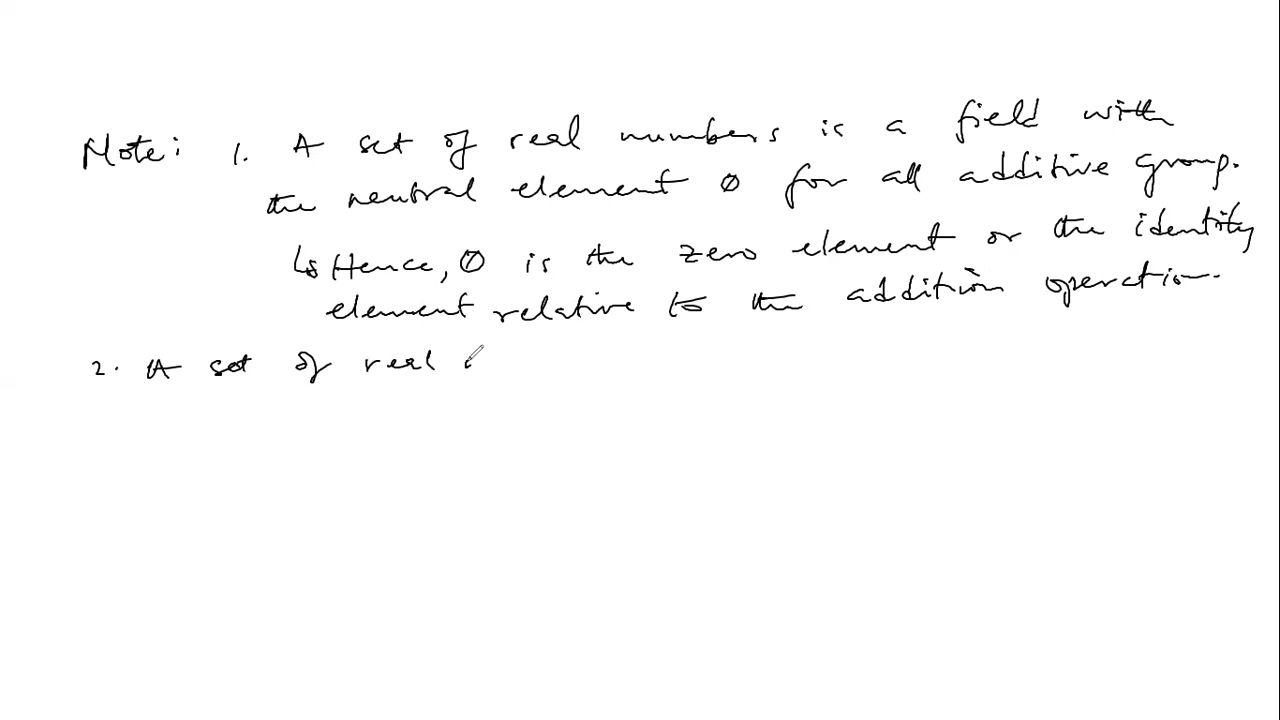 Note: 1. A set of real numbers is a field with
the neutral element 0 for all additive group.
↳ Hence, 0 is the zero element or the identity
element relative to the addition operation.
2. A set of real